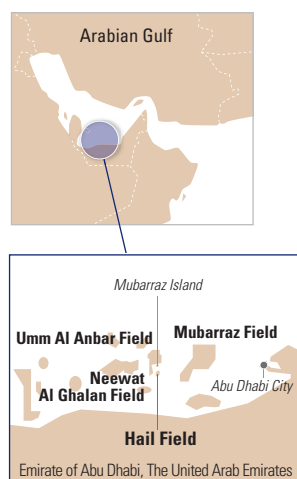 Arabian Gulf
Mubarraz Island
Umm Al Anbar Field
Mubarraz Field
Neewat
Al Ghalan Field
Abu Dhabi City
Hail Field
Emirate of Abu Dhabi, The United Arab Emirates